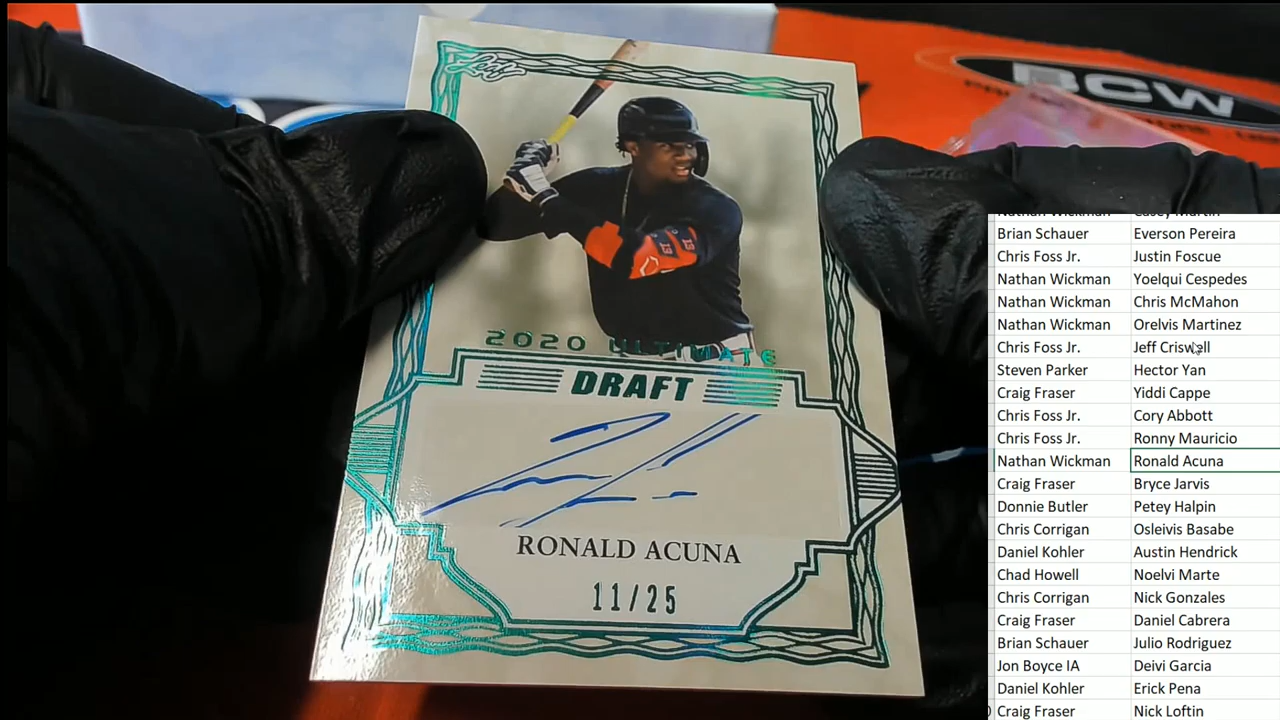 Leaf
BCW
2020 ULTIMATE
DRAFT
RONALD ACUNA
11/25
Nathan Wickman Casey Martin
Brian Schauer Everson Pereira
Chris Foss Jr. Justin Foscue
Nathan Wickman Yoelqui Cespedes
Nathan Wickman Chris McMahon
Nathan Wickman Orelvis Martinez
Chris Foss Jr. Jeff Criswell
Steven Parker Hector Yan
Craig Fraser Yiddi Cappe
Chris Foss Jr. Cory Abbott
Chris Foss Jr. Ronny Mauricio
Nathan Wickman Ronald Acuna
Craig Fraser Bryce Jarvis
Donnie Butler Petey Halpin
Chris Corrigan Osleivis Basabe
Daniel Kohler Austin Hendrick
Chad Howell Noelvi Marte
Chris Corrigan Nick Gonzales
Craig Fraser Daniel Cabrera
Brian Schauer Julio Rodriguez
Jon Boyce IA Deivi Garcia
Daniel Kohler Erick Pena
Craig Fraser Nick Loftin